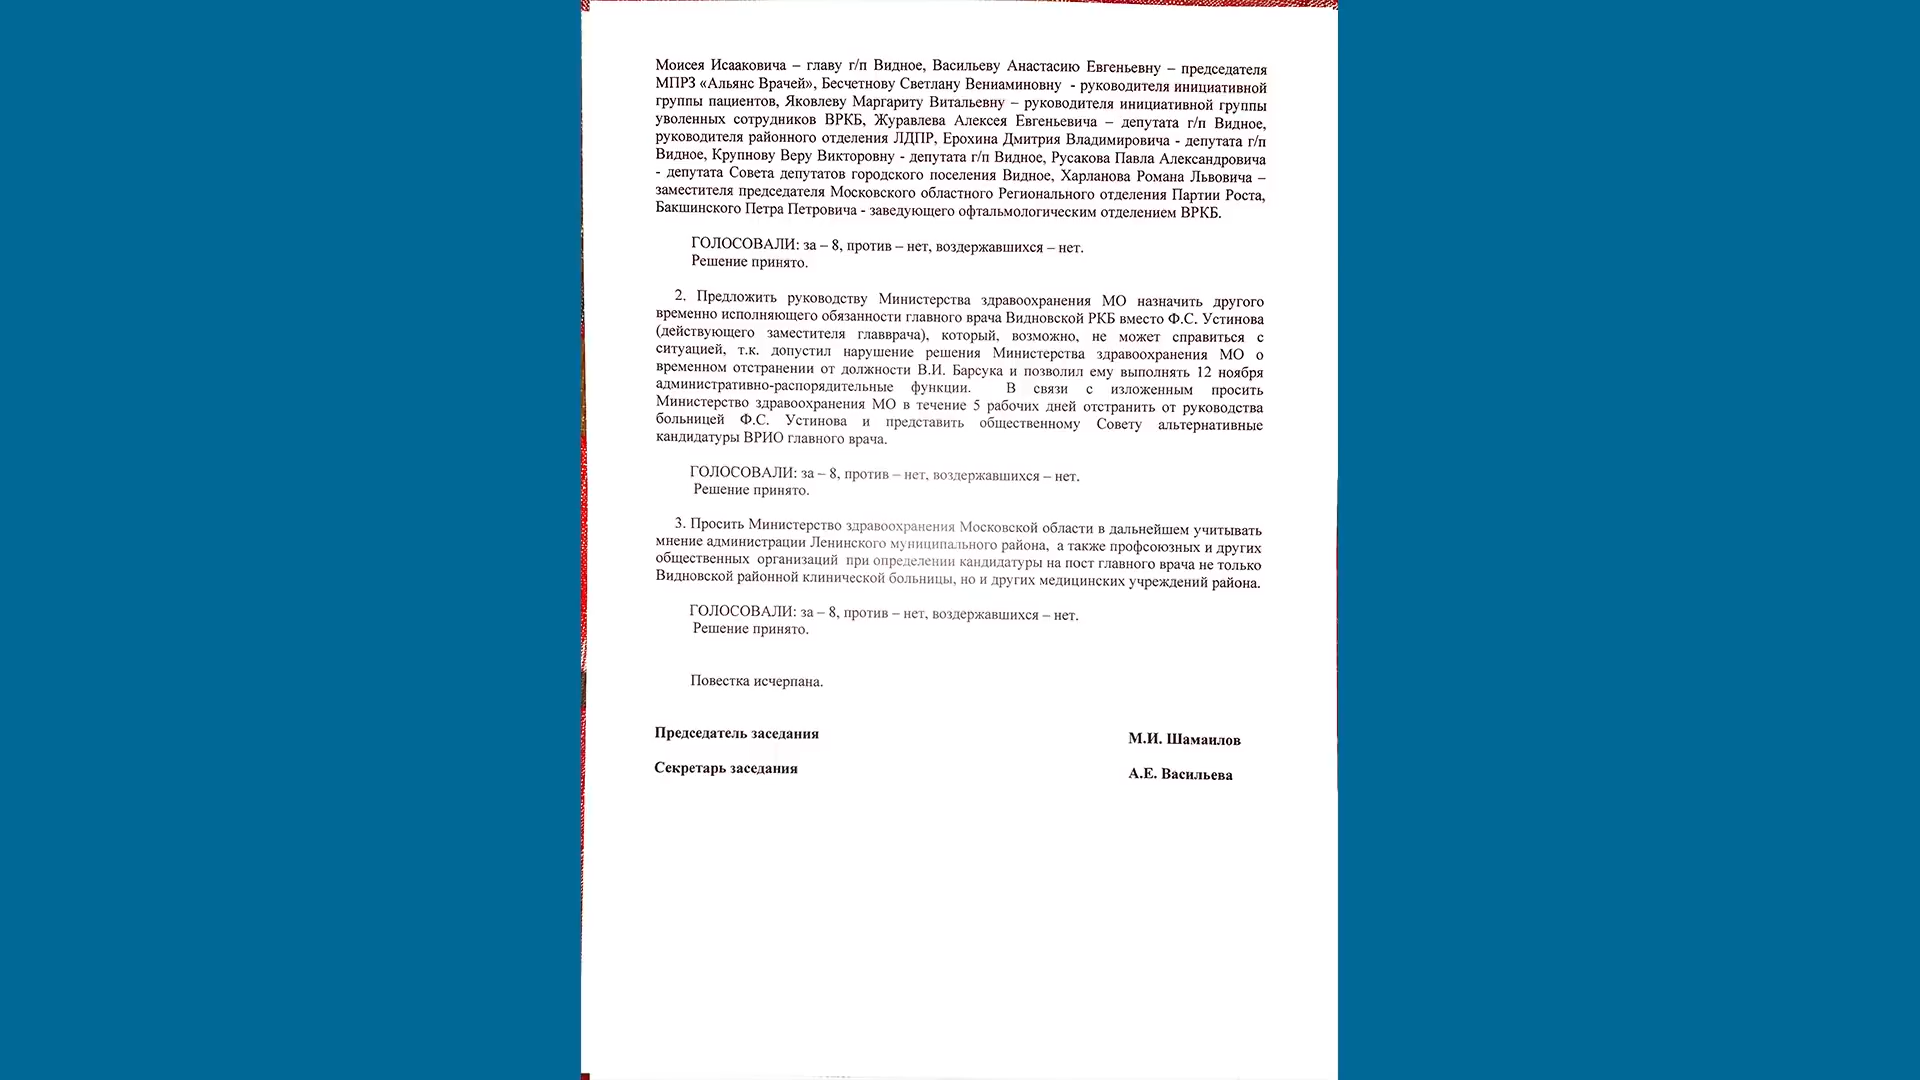 Моисея Исааковича – главу г/п Видное, Васильеву Анастасию Евгеньевну – председателя
МПРЗ «Альянс Врачей», Бесчетнову Светлану Вениаминовну - руководителя инициативной
группы пациентов, Яковлеву Маргариту Витальевну – руководителя инициативной группы
уволенных сотрудников ВРКБ, Журавлева Алексея Евгеньевича – депутата г/п Видное,
руководителя районного отделения ЛДПР, Ерохина Дмитрия Владимировича - депутата г/п
Видное, Крупнову Веру Викторовну - депутата г/п Видное, Русакова Павла Александровича
- депутата Совета депутатов городского поселения Видное, Харланова Романа Львовича –
заместителя председателя Московского областного Регионального отделения Партии Роста,
Бакшинского Петра Петровича - заведующего офтальмологическим отделением ВРКБ.
ГОЛОСОВАЛИ: за – 8, против – нет, воздержавшихся – нет.
Решение принято.
2. Предложить руководству Министерства здравоохранения МО назначить другого
временно исполняющего обязанности главного врача Видновской РКБ вместо Ф.С. Устинова
(действующего заместителя главврача), который, возможно, не может справиться с
ситуацией, т.к. допустил нарушение решения Министерства здравоохранения МО о
временном отстранении от должности В.И. Барсука и позволил ему выполнять 12 ноября
административно-распорядительные функции. В связи с изложенным просить
Министерство здравоохранения МО в течение 5 рабочих дней отстранить от руководства
больницей Ф.С. Устинова и представить общественному Совету альтернативные
кандидатуры ВРИО главного врача.
ГОЛОСОВАЛИ: за – 8, против – нет, воздержавшихся – нет.
Решение принято.
3. Просить Министерство здравоохранения Московской области в дальнейшем учитывать
мнение администрации Ленинского муниципального района, а также профсоюзных и других
общественных организаций при определении кандидатуры на пост главного врача не только
Видновской районной клинической больницы, но и других медицинских учреждений района.
ГОЛОСОВАЛИ: за – 8, против – нет, воздержавшихся – нет.
Решение принято.
Повестка исчерпана.
Председатель заседания М.И. Шамаилов
Секретарь заседания А.Е. Васильева